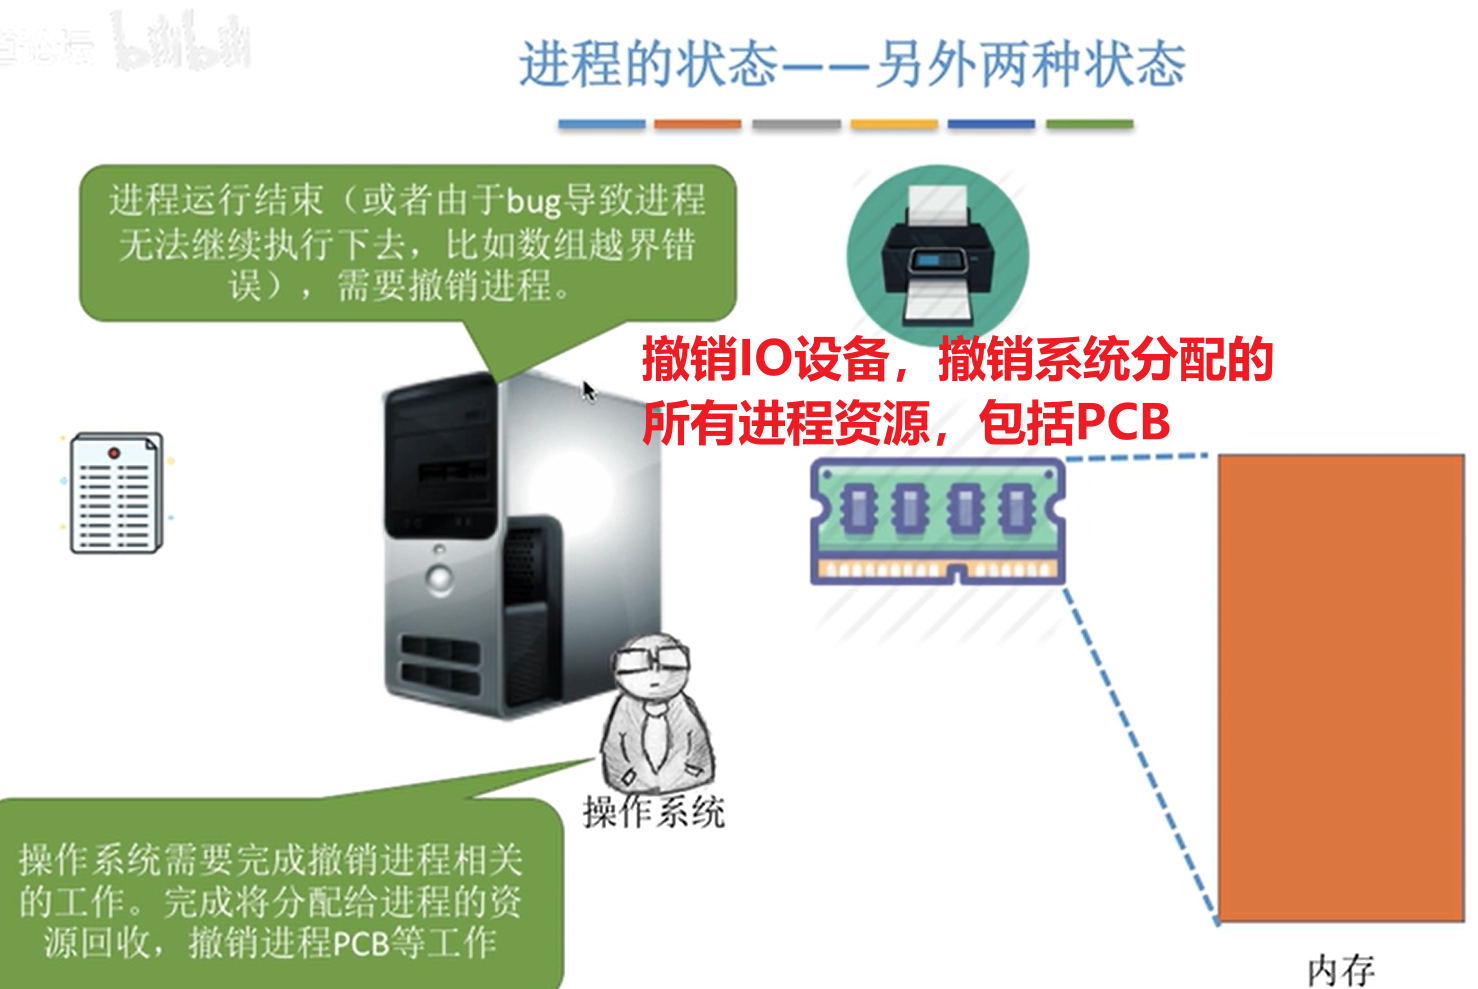 bilibili
进程的状态——另外两种状态
进程运行结束（或者由于bug导致进程
无法继续执行下去，比如数组越界错
误），需要撤销进程。
撤销IO设备，撤销系统分配的
所有进程资源，包括PCB
操作系统
操作系统需要完成撤销进程相关
的工作。完成将分配给进程的资
源回收，撤销进程PCB等工作
内存